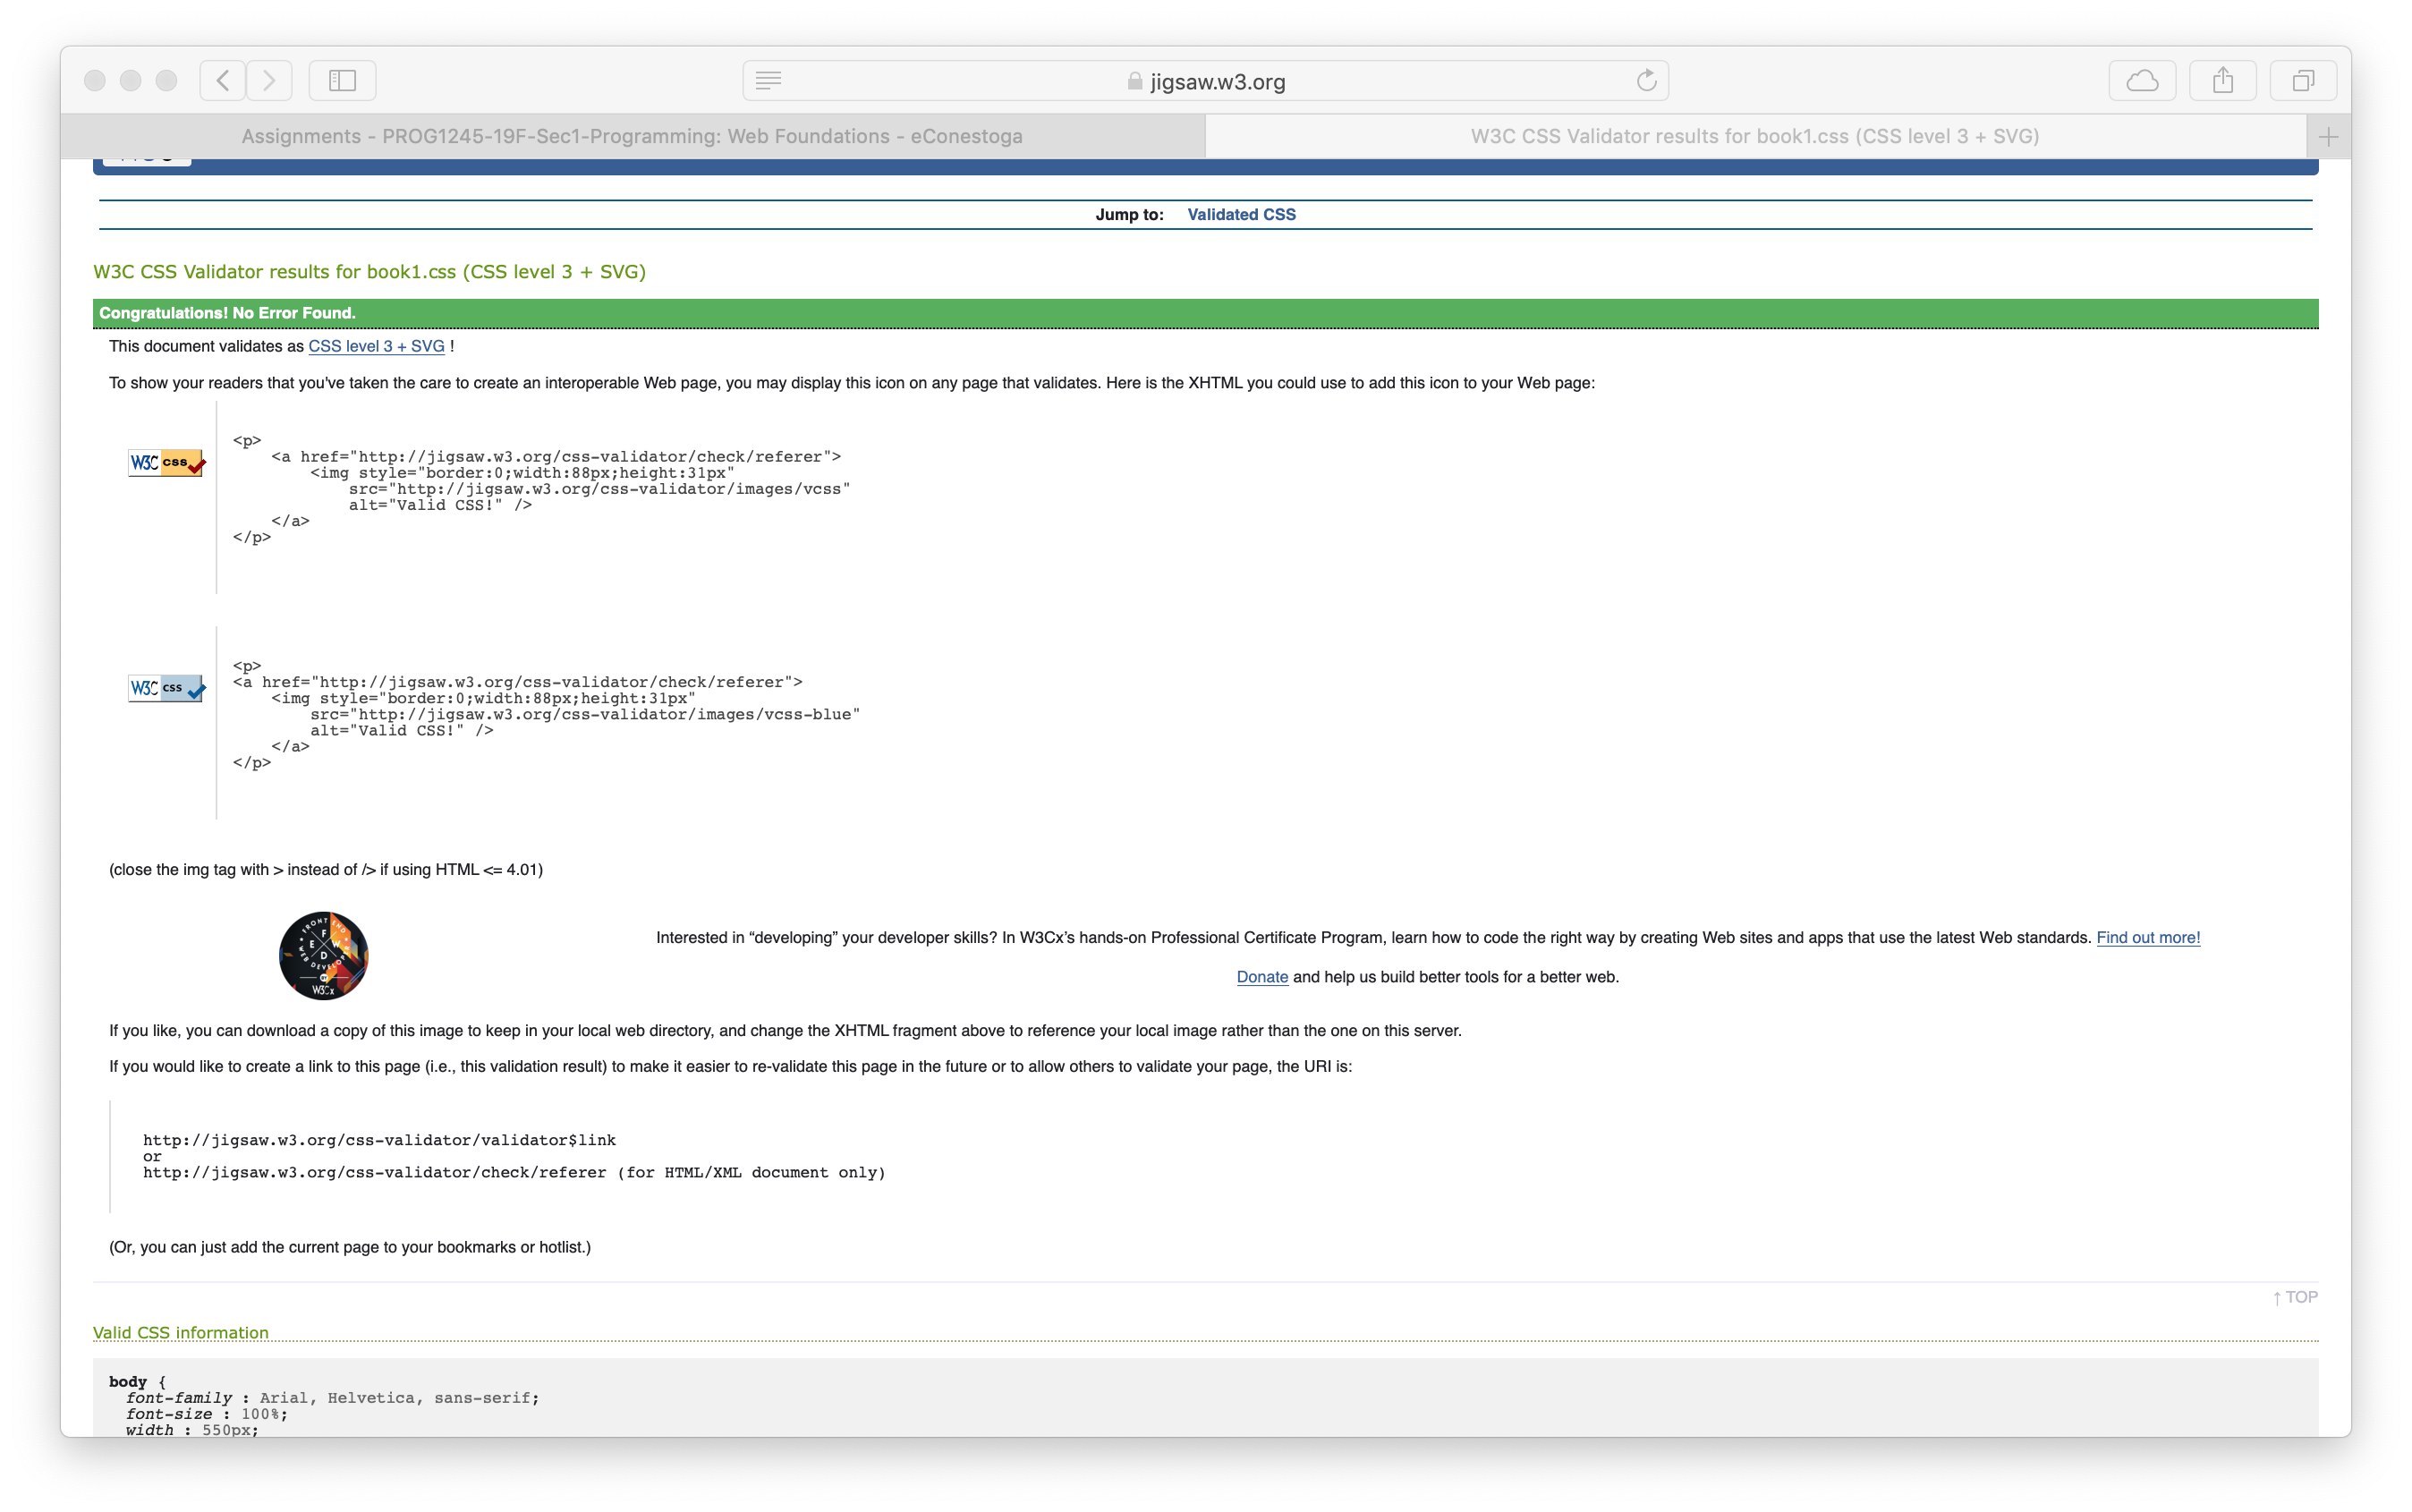 jigsaw.w3.org
Assignments - PROG1245-19F-Sec1-Programming: Web Foundations - eConestoga
W3C CSS Validator results for book1.css (CSS level 3 + SVG)
Jump to: Validated CSS
W3C CSS Validator results for book1.css (CSS level 3 + SVG)
Congratulations! No Error Found.
This document validates as CSS level 3 + SVG !
To show your readers that you've taken the care to create an interoperable Web page, you may display this icon on any page that validates. Here is the XHTML you could use to add this icon to your Web page:
W3C css
<p>
    <a href="http://jigsaw.w3.org/css-validator/check/referer">
        <img style="border:0;width:88px;height:31px"
            src="http://jigsaw.w3.org/css-validator/images/vcss"
            alt="Valid CSS!" />
    </a>
</p>
W3C css
<p>
<a href="http://jigsaw.w3.org/css-validator/check/referer">
    <img style="border:0;width:88px;height:31px"
        src="http://jigsaw.w3.org/css-validator/images/vcss-blue"
        alt="Valid CSS!" />
    </a>
</p>
(close the img tag with > instead of /> if using HTML <= 4.01)
FRONT END
F E W D
WEB DEVELOPER
BY
W3Cx
Interested in “developing” your developer skills? In W3Cx’s hands-on Professional Certificate Program, learn how to code the right way by creating Web sites and apps that use the latest Web standards. Find out more!
Donate and help us build better tools for a better web.
If you like, you can download a copy of this image to keep in your local web directory, and change the XHTML fragment above to reference your local image rather than the one on this server.
If you would like to create a link to this page (i.e., this validation result) to make it easier to re-validate this page in the future or to allow others to validate your page, the URI is:
http://jigsaw.w3.org/css-validator/validator$link
or
http://jigsaw.w3.org/css-validator/check/referer (for HTML/XML document only)
(Or, you can just add the current page to your bookmarks or hotlist.)
↑ TOP
Valid CSS information
body {
  font-family : Arial, Helvetica, sans-serif;
  font-size : 100%;
  width : 550px;